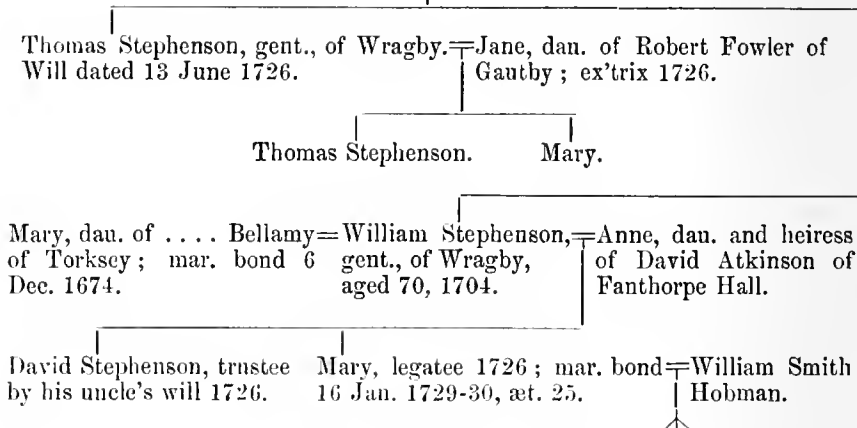 Thomas Stephenson, gent., of Wragby.=Jane, dau. of Robert Fowler of
Will dated 13 June 1726. Gautby ; ex'trix 1726.
Thomas Stephenson. Mary.
Mary, dau. of .... Bellamy=William Stephenson,=Anne, dau. and heiress
of Torksey ; mar. bond 6 gent., of Wragby, of David Atkinson of
Dec. 1674. aged 70, 1704. Fanthorpe Hall.
David Stephenson, trustee Mary, legatee 1726 ; mar. bond=William Smith
by his uncle's will 1726. 16 Jan. 1729-30, æt. 25. Hobman.